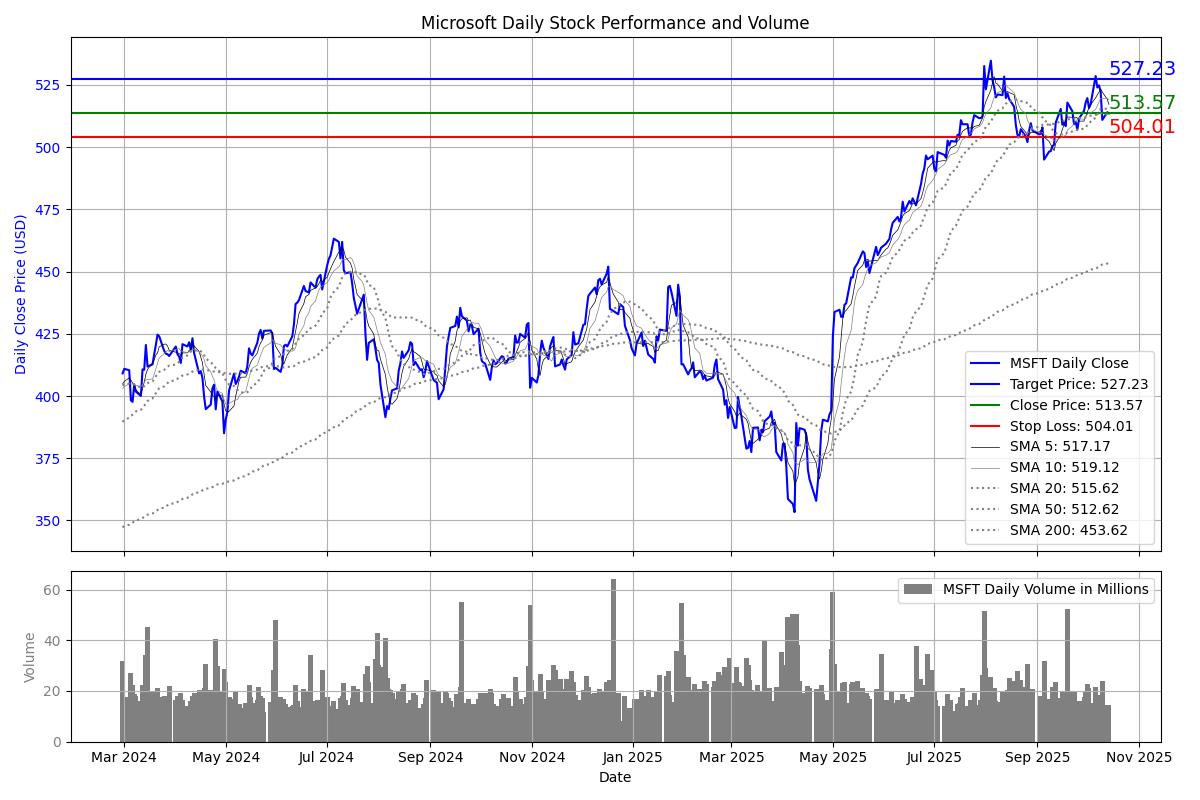 Microsoft Daily Stock Performance and Volume
Daily Close Price (USD)
525
500
475
450
425
400
375
350
527.23
513.57
504.01
MSFT Daily Close
Target Price: 527.23
Close Price: 513.57
Stop Loss: 504.01
SMA 5: 517.17
SMA 10: 519.12
SMA 20: 515.62
SMA 50: 512.62
SMA 200: 453.62
Volume
60
40
20
0
MSFT Daily Volume in Millions
Mar 2024 May 2024 Jul 2024 Sep 2024 Nov 2024 Jan 2025 Mar 2025 May 2025 Jul 2025 Sep 2025 Nov 2025
Date